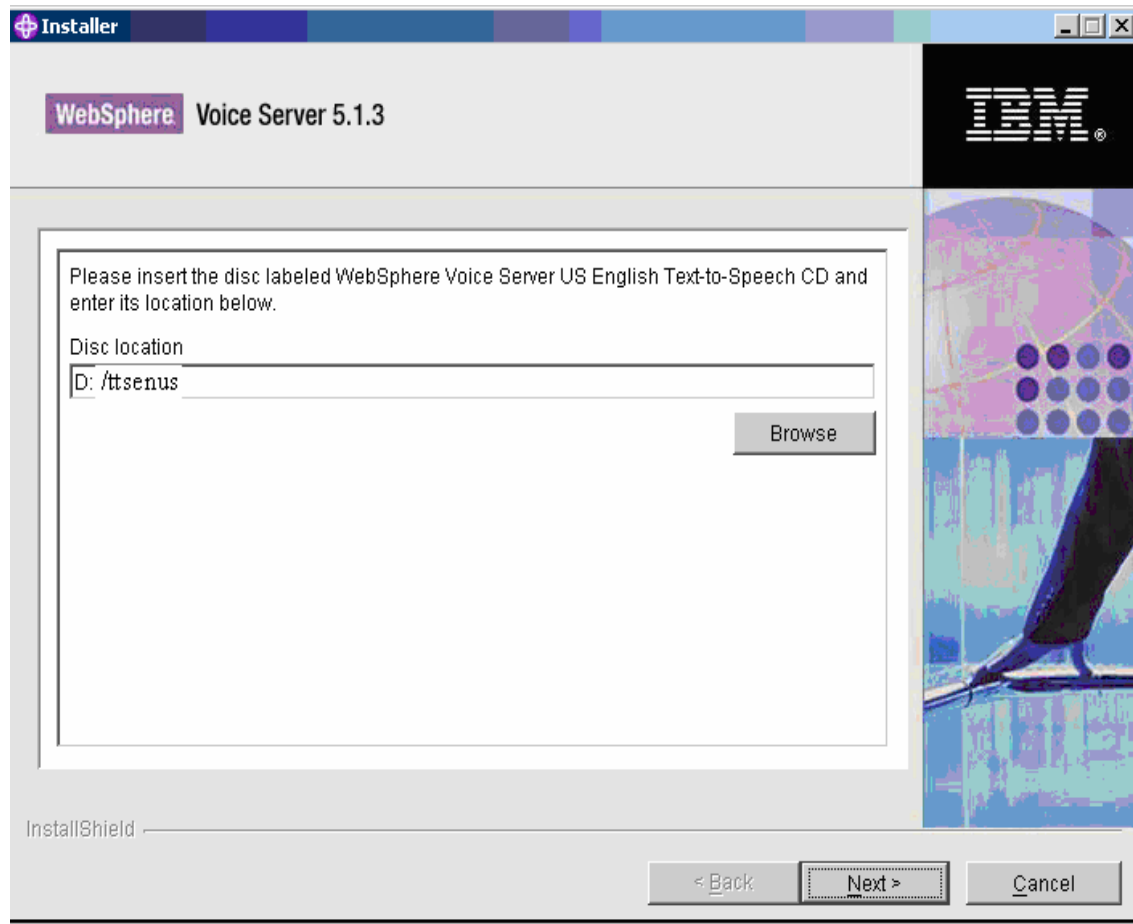 Installer
WebSphere Voice Server 5.1.3
IBM®
Please insert the disc labeled WebSphere Voice Server US English Text-to-Speech CD and
enter its location below.
Disc location
D: /ttsenus
Browse
InstallShield
< Back
Next >
Cancel